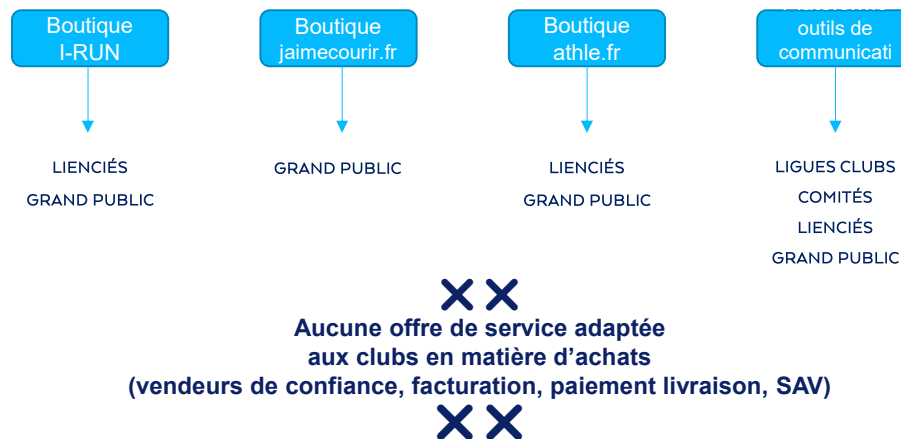 Boutique
I-RUN
Boutique
jaimecourir.fr
Boutique
athle.fr
outils de
communicati
LIENCIÉS
GRAND PUBLIC
GRAND PUBLIC
LIENCIÉS
GRAND PUBLIC
LIGUES CLUBS
COMITÉS
LIENCIÉS
GRAND PUBLIC
Aucune offre de service adaptée
aux clubs en matière d'achats
(vendeurs de confiance, facturation, paiement livraison, SAV)